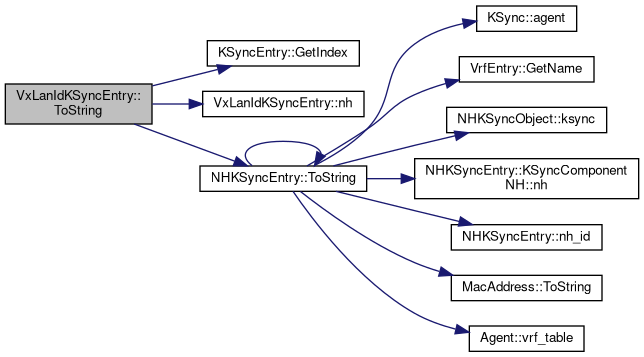 KSync::agent
KSyncEntry::GetIndex
VrfEntry::GetName
VxLanIdKSyncEntry::
ToString
VxLanIdKSyncEntry::nh
NHKSyncObject::ksync
NHKSyncEntry::ToString
NHKSyncEntry::KSyncComponent
NH::nh
NHKSyncEntry::nh_id
MacAddress::ToString
Agent::vrf_table